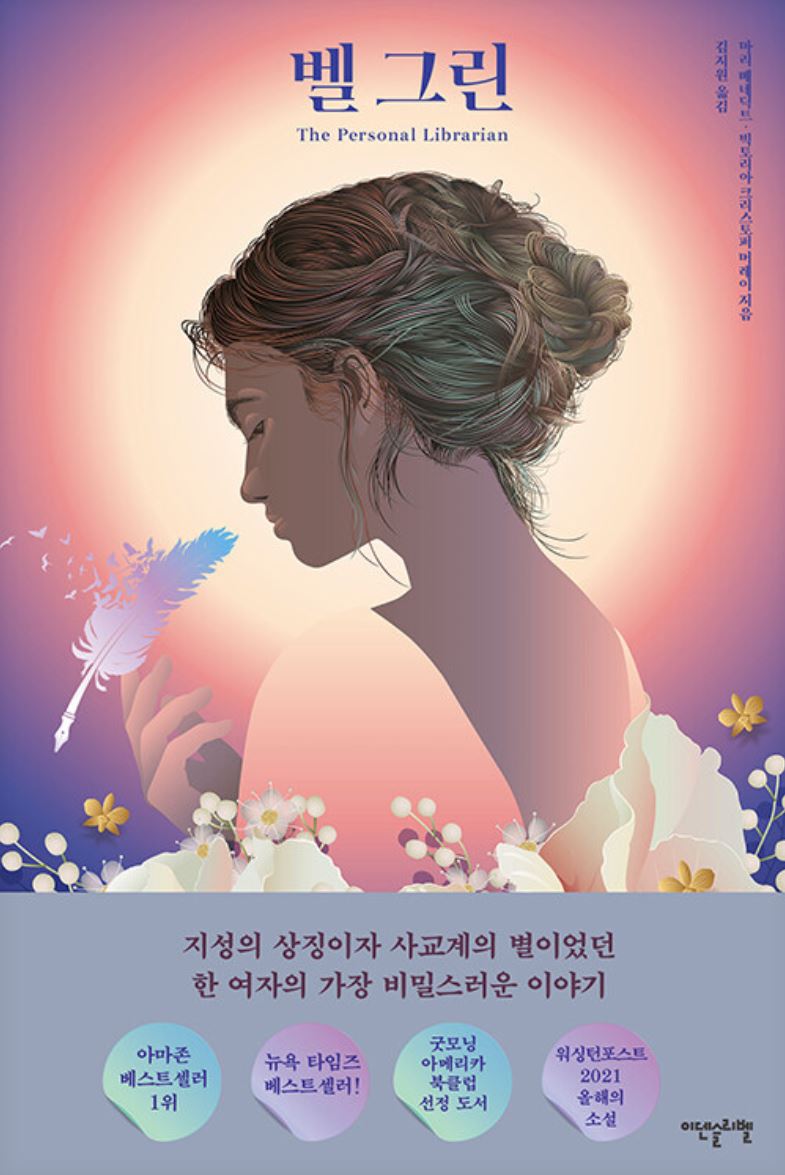 벨 그린
The Personal Librarian
마리 베네딕트 · 빅토리아 크리스토퍼 머레이 지음
김지원 옮김
지성의 상징이자 사교계의 별이었던
한 여자의 가장 비밀스러운 이야기
아마존
베스트셀러
1위
뉴욕 타임즈
베스트셀러!
굿모닝
아메리카
북클럽
선정 도서
워싱턴포스트
2021
올해의
소설
이덴슬리벨